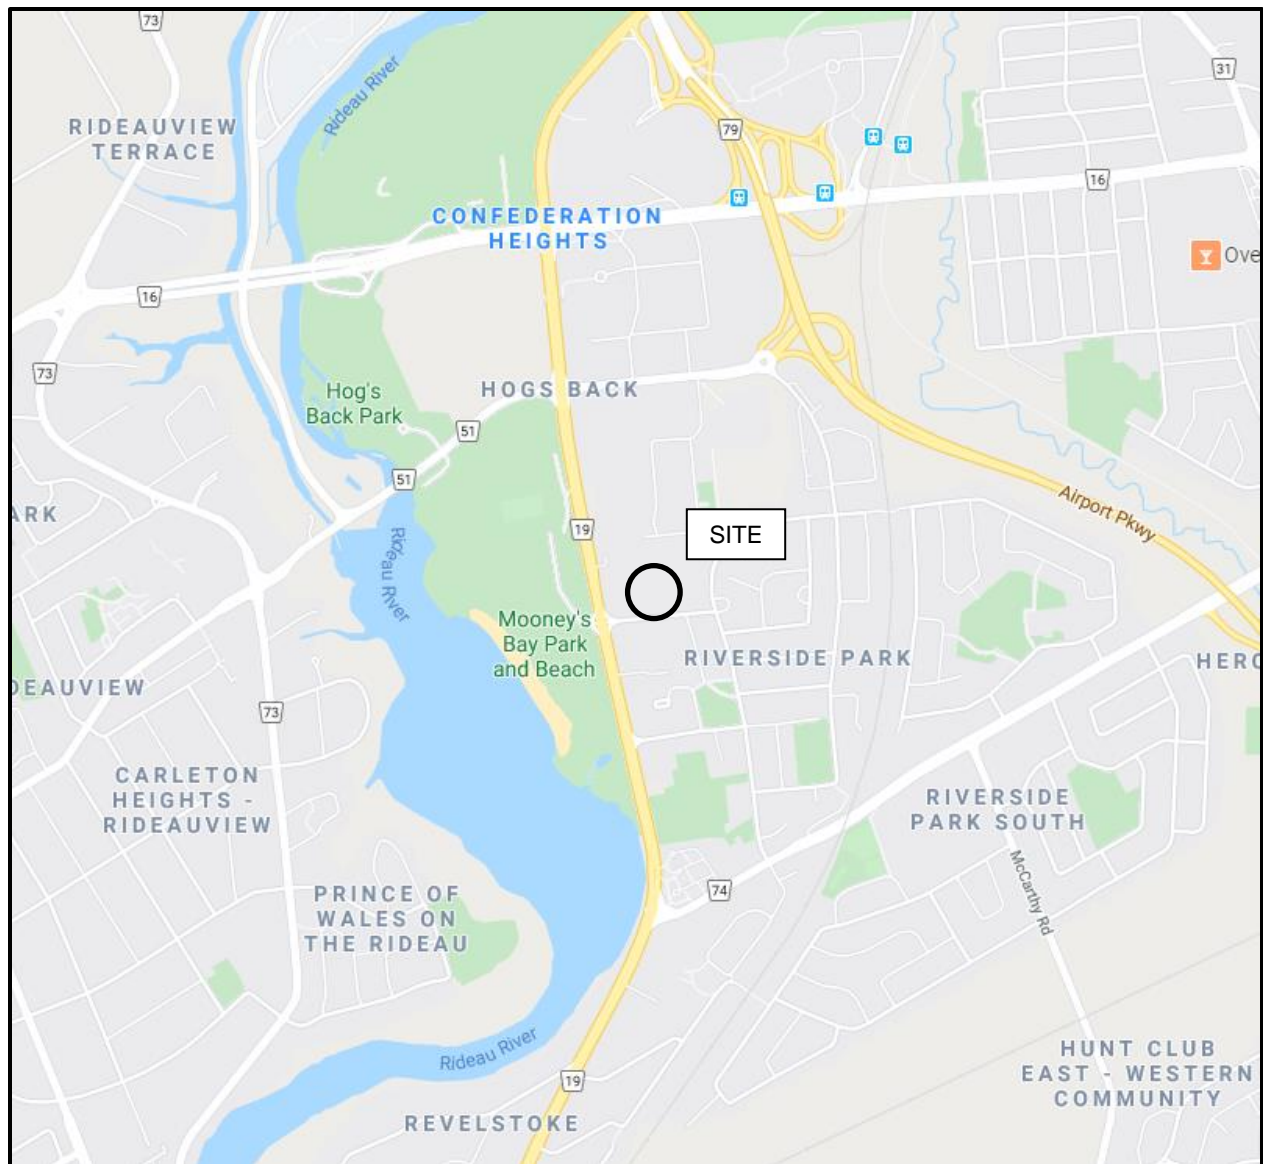 73
31
Rideau River
RIDEAUVIEW
TERRACE
79
16
CONFEDERATION
HEIGHTS
Ove
16
73
Hog's
Back Park
HOGS BACK
51
51
Airport Pkwy
ARK
19
SITE
Rideau River
Mooney's
Bay Park
and Beach
RIVERSIDE PARK
HERO
DEAUVIEW
73
CARLETON
HEIGHTS -
RIDEAUVIEW
RIVERSIDE
PARK SOUTH
McCarthy Rd
74
PRINCE OF
WALES ON
THE RIDEAU
Rideau River
HUNT CLUB
EAST - WESTERN
COMMUNITY
19
REVELSTOKE